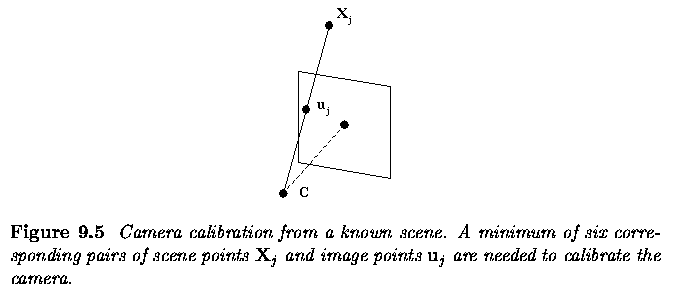 X_j
u_j
C
Figure 9.5 Camera calibration from a known scene. A minimum of six corre-
sponding pairs of scene points X_j and image points u_j are needed to calibrate the
camera.